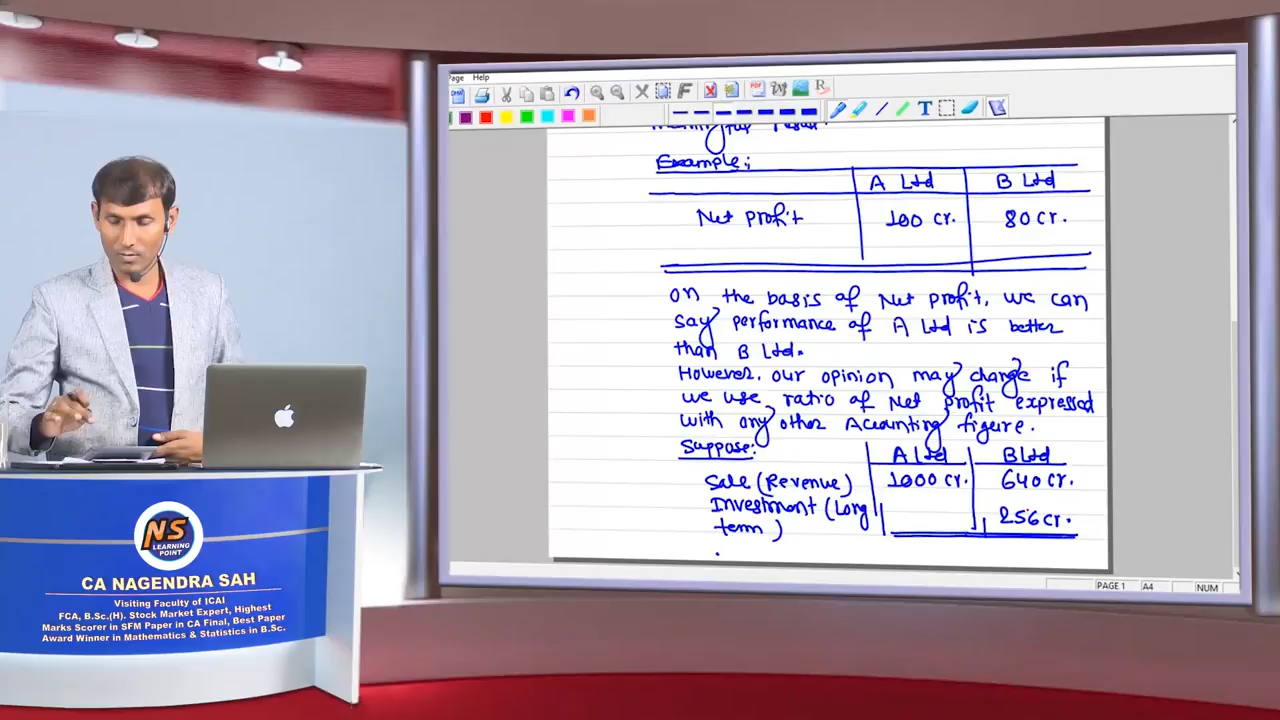 Page Help
Example:
A Ltd B Ltd
Net profit 100 cr. 80 cr.
On the basis of Net profit, we can
say performance of A Ltd is better
than B Ltd.
However, our opinion may change if
we use ratio of Net profit expressed
with any other Accounting figure.
Suppose:
A Ltd B Ltd
Sale (Revenue) 1000 cr. 640 cr.
Investment (Long
term) 256 cr.
PAGE 1 A4 NUM
NS
LEARNING
POINT
CA NAGENDRA SAH
Visiting Faculty of ICAI
FCA, B.Sc.(H). Stock Market Expert, Highest
Marks Scorer in SFM Paper in CA Final, Best Paper
Award Winner in Mathematics & Statistics in B.Sc.